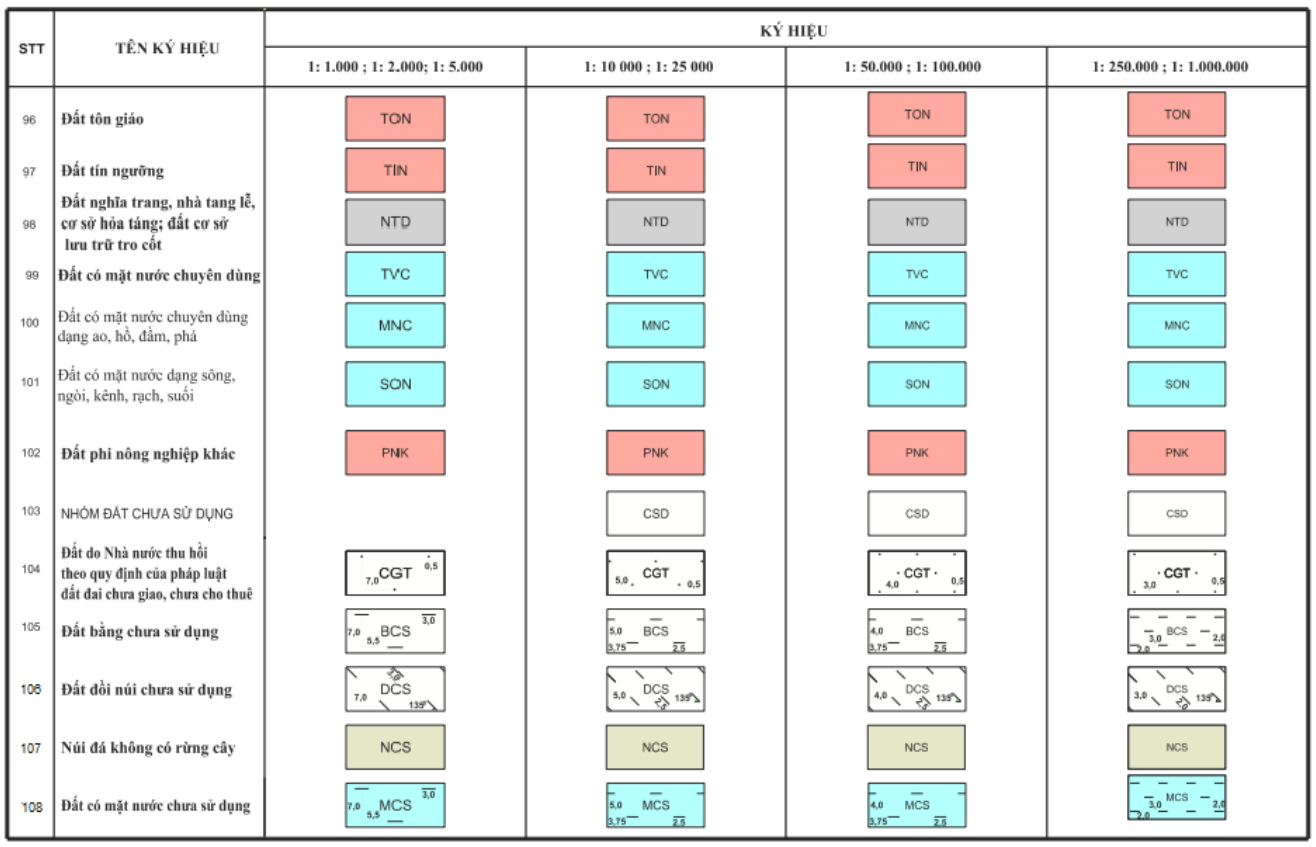 STT
TÊN KÝ HIỆU
KÝ HIỆU
1: 1.000 ; 1: 2.000; 1: 5.000
1: 10 000 ; 1: 25 000
1: 50.000 ; 1: 100.000
1: 250.000 ; 1: 1.000.000
96
Đất tôn giáo
TON
TON
TON
TON
97
Đất tín ngưỡng
TIN
TIN
TIN
TIN
98
Đất nghĩa trang, nhà tang lễ,
cơ sở hỏa táng; đất cơ sở
lưu trữ tro cốt
NTD
NTD
NTD
NTD
99
Đất có mặt nước chuyên dùng
TVC
TVC
TVC
TVC
100
Đất có mặt nước chuyên dùng
dạng ao, hồ, đầm, phá
MNC
MNC
MNC
MNC
101
Đất có mặt nước dạng sông,
ngòi, kênh, rạch, suối
SON
SON
SON
SON
102
Đất phi nông nghiệp khác
PNK
PNK
PNK
PNK
103
NHÓM ĐẤT CHƯA SỬ DỤNG
CSD
CSD
CSD
104
Đất do Nhà nước thu hồi
theo quy định của pháp luật
đất đai chưa giao, chưa cho thuê
7,0 CGT 0,5
5,0 CGT 0,5
4,0 CGT 0,5
3,0 CGT 0,5
105
Đất bằng chưa sử dụng
7,0 5,5 BCS 3,0
5,0 3,75 BCS 2,5
4,0 3,75 BCS 2,5
2,0 3,0 BCS 2,0
106
Đất đồi núi chưa sử dụng
7,0 3,0 DCS 135°
5,0 DCS 2,5 135°
4,0 DCS 2,5 135°
3,0 DCS 2,0 135°
107
Núi đá không có rừng cây
NCS
NCS
NCS
NCS
108
Đất có mặt nước chưa sử dụng
7,0 5,5 MCS 3,0
5,0 3,75 MCS 2,5
4,0 3,75 MCS 2,5
2,0 3,0 MCS 2,0